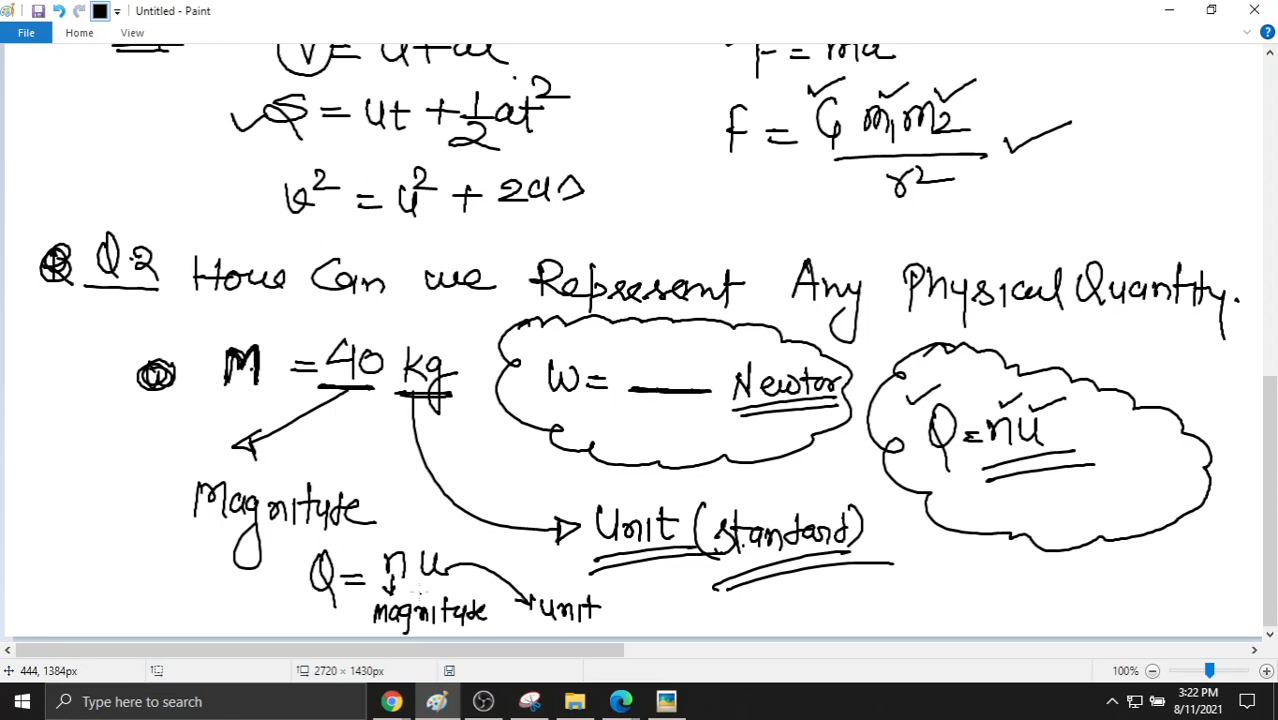 Untitled - Paint
File Home View
V = u + at
F = ma
S = ut + 1/2 at²
F = G m1m2 / r²
v² = u² + 2as
Q.2 How Can we Represent Any Physical Quantity.
M = 40 kg
W = ____ Newton
Q = nu
Magnitude
Unit (standard)
Q = n u
magnitude unit
444, 1384px 2720 × 1430px 100%
Type here to search
3:22 PM
8/11/2021